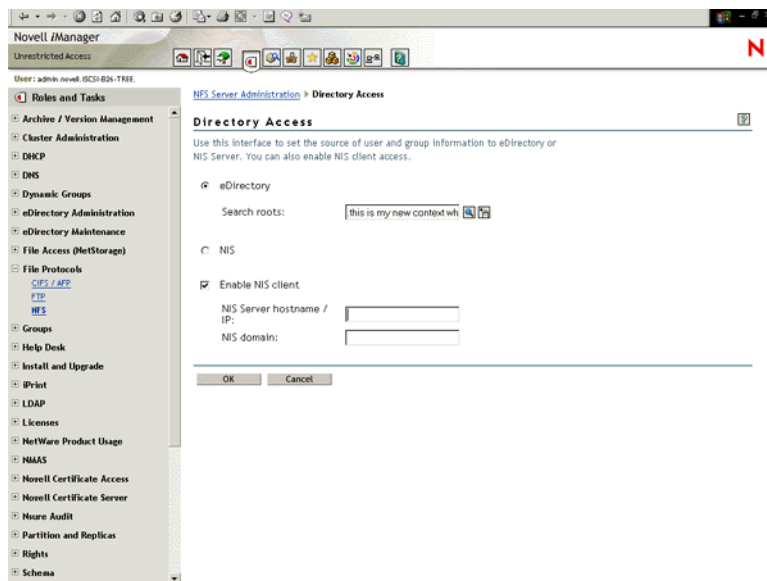 Novell iManager
Unrestricted Access
N
User: admin.novell.ISCSI-B26-TREE.
Roles and Tasks
Archive / Version Management
Cluster Administration
DHCP
DNS
Dynamic Groups
eDirectory Administration
eDirectory Maintenance
File Access (NetStorage)
File Protocols
CIFS / AFP
FTP
NFS
Groups
Help Desk
Install and Upgrade
iPrint
LDAP
Licenses
NetWare Product Usage
NMAS
Novell Certificate Access
Novell Certificate Server
Nsure Audit
Partition and Replicas
Rights
Schema
NFS Server Administration Directory Access
Directory Access
Use this interface to set the source of user and group information to eDirectory or
NIS Server. You can also enable NIS client access.
eDirectory
Search roots: this is my new context wh
NIS
Enable NIS client
NIS Server hostname /
IP:
NIS domain:
OK Cancel